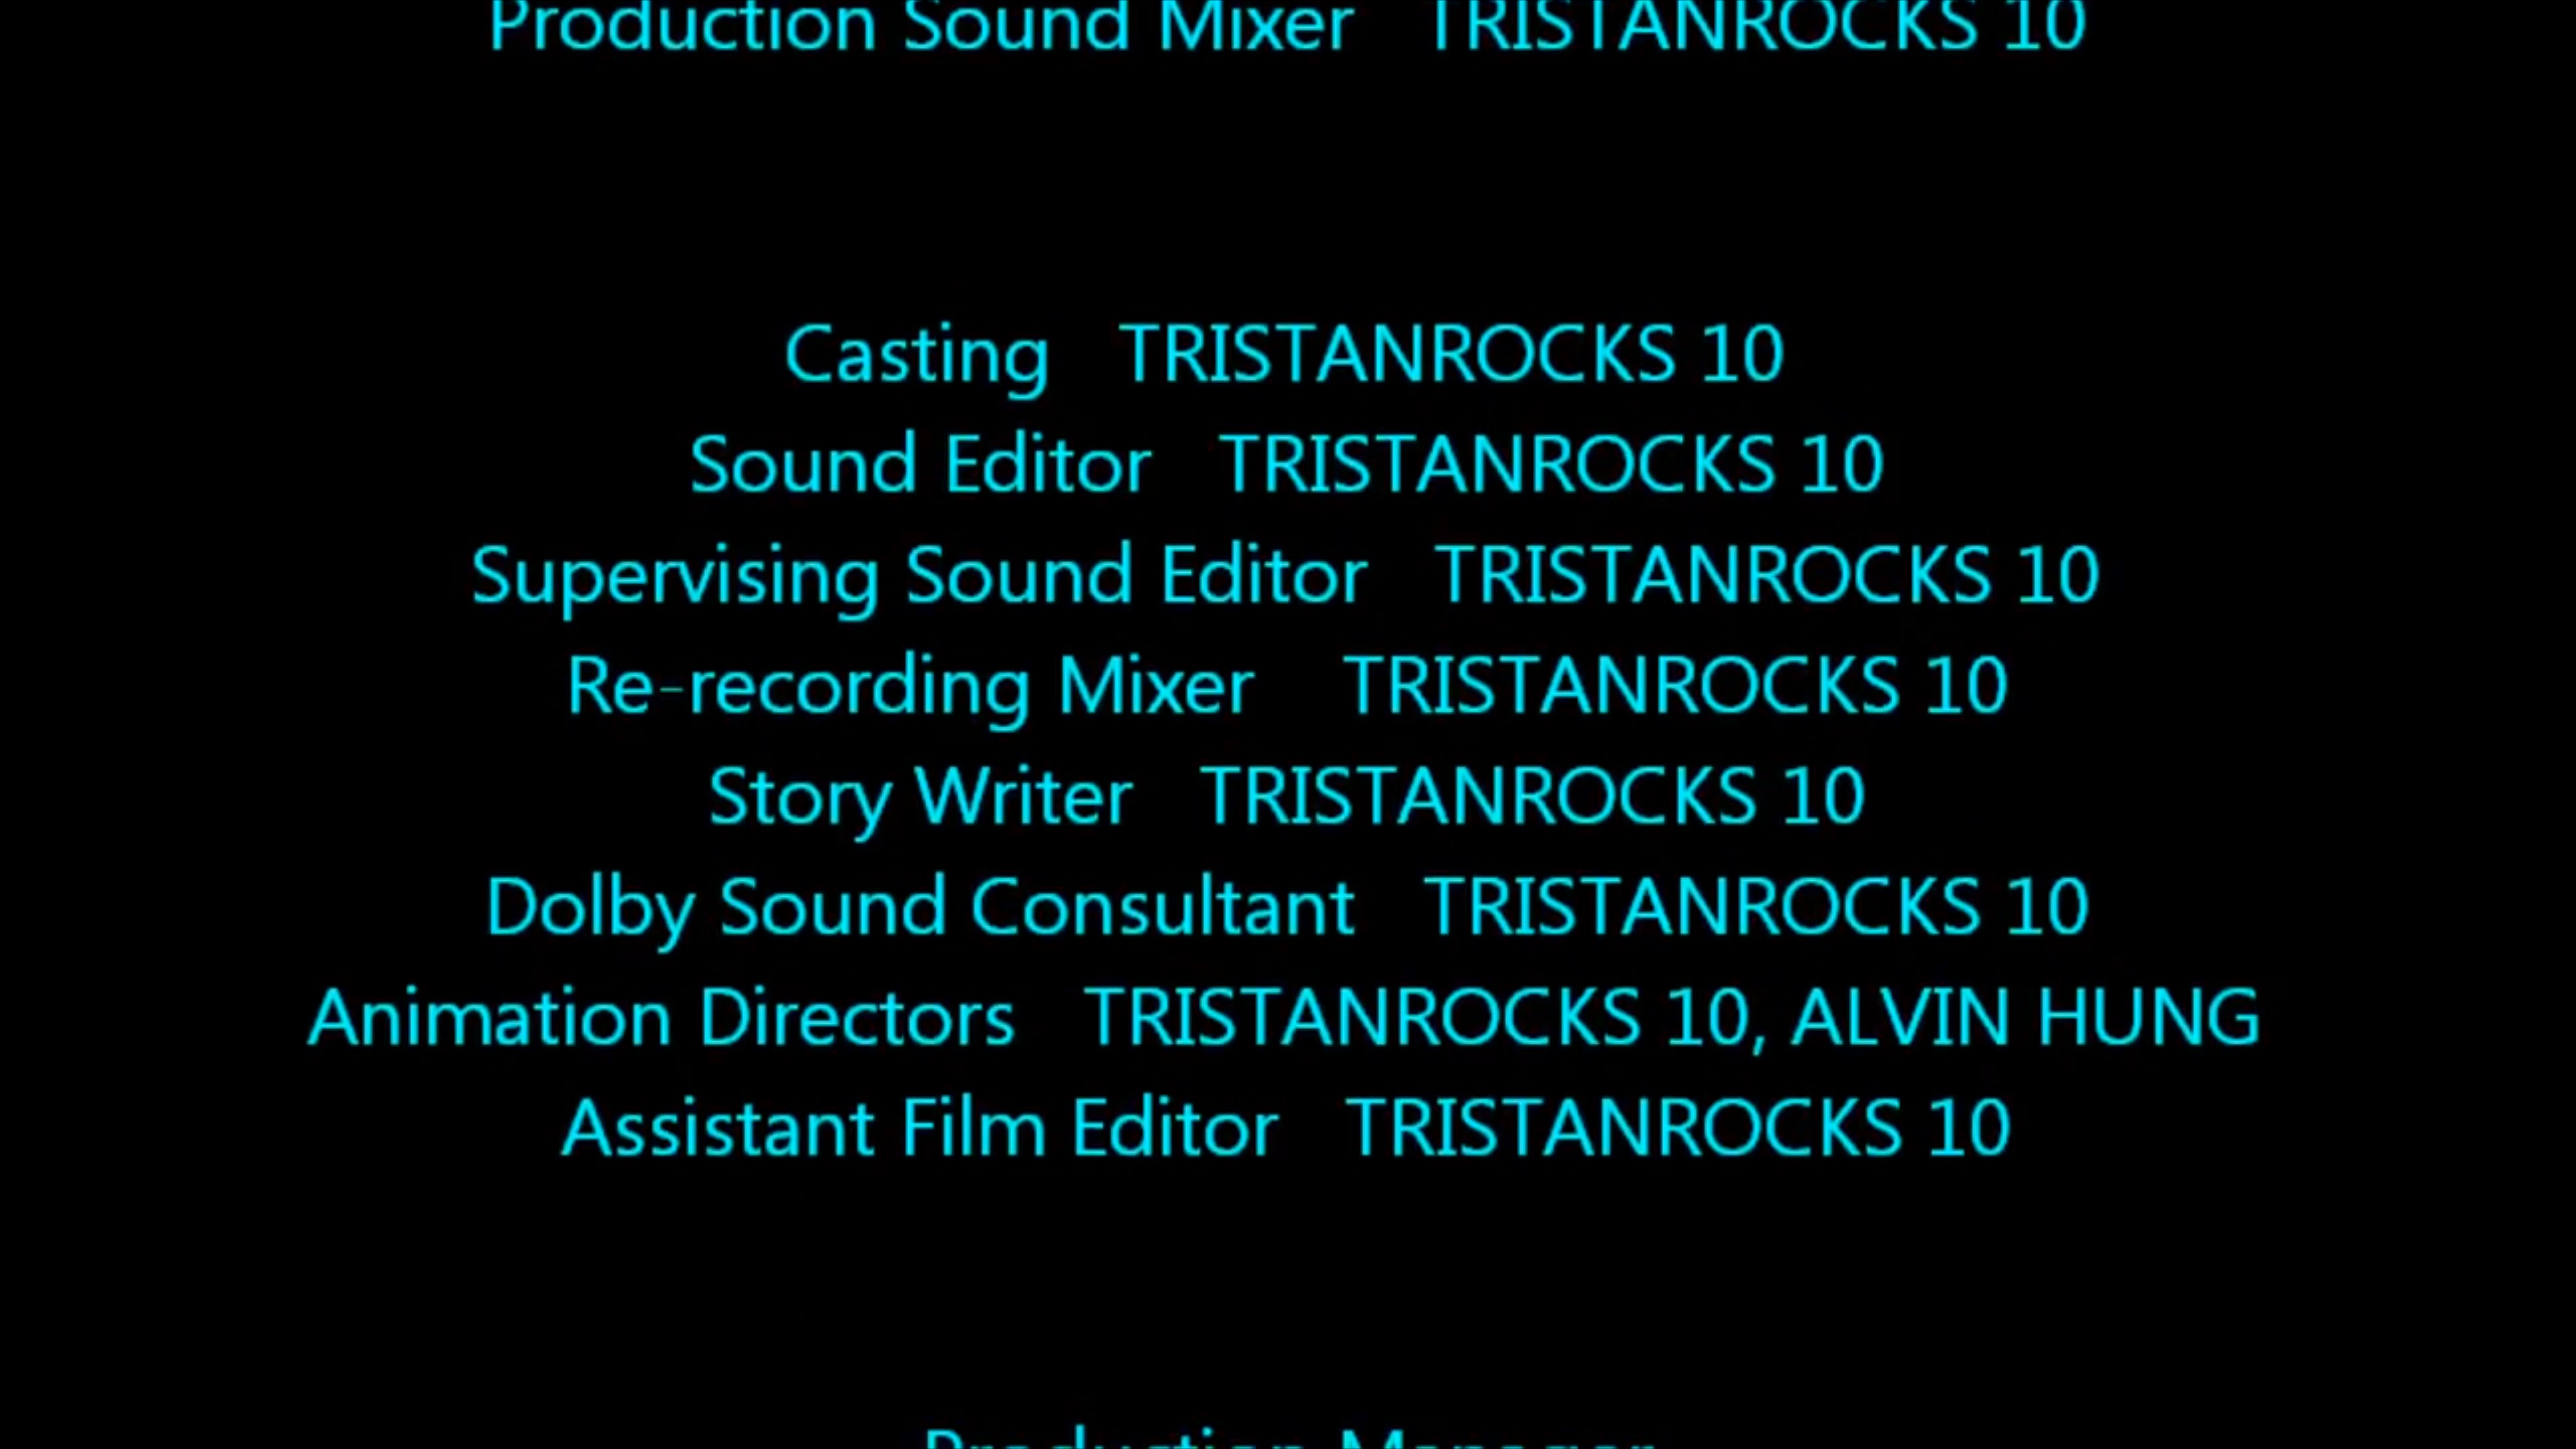 Production Sound Mixer TRISTANROCKS 10
Casting TRISTANROCKS 10
Sound Editor TRISTANROCKS 10
Supervising Sound Editor TRISTANROCKS 10
Re-recording Mixer TRISTANROCKS 10
Story Writer TRISTANROCKS 10
Dolby Sound Consultant TRISTANROCKS 10
Animation Directors TRISTANROCKS 10, ALVIN HUNG
Assistant Film Editor TRISTANROCKS 10
Production Manager